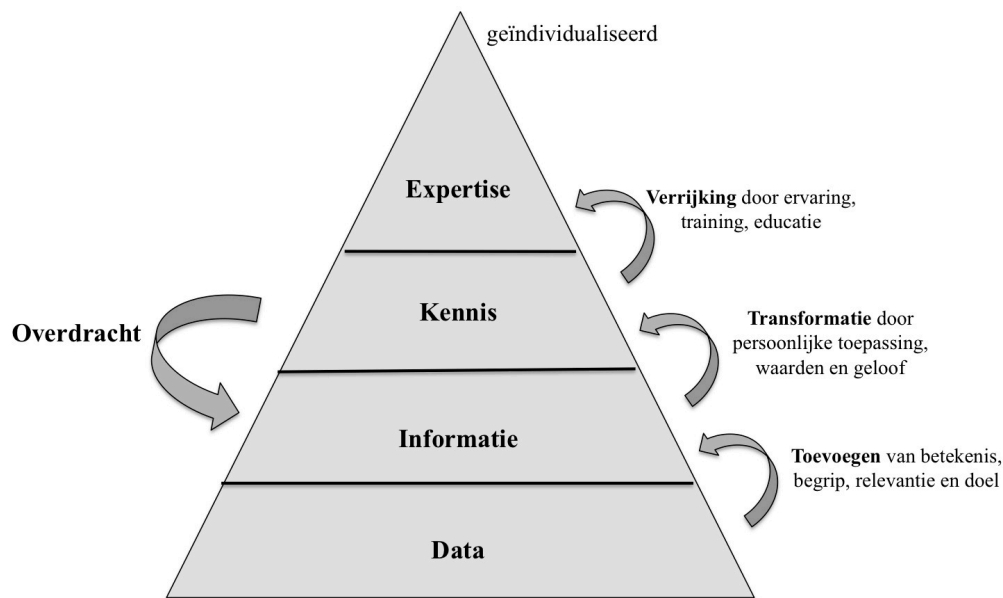 geïndividualiseerd
Expertise
Verrijking door ervaring,
training, educatie
Kennis
Overdracht
Transformatie door
persoonlijke toepassing,
waarden en geloof
Informatie
Toevoegen van betekenis,
begrip, relevantie en doel
Data